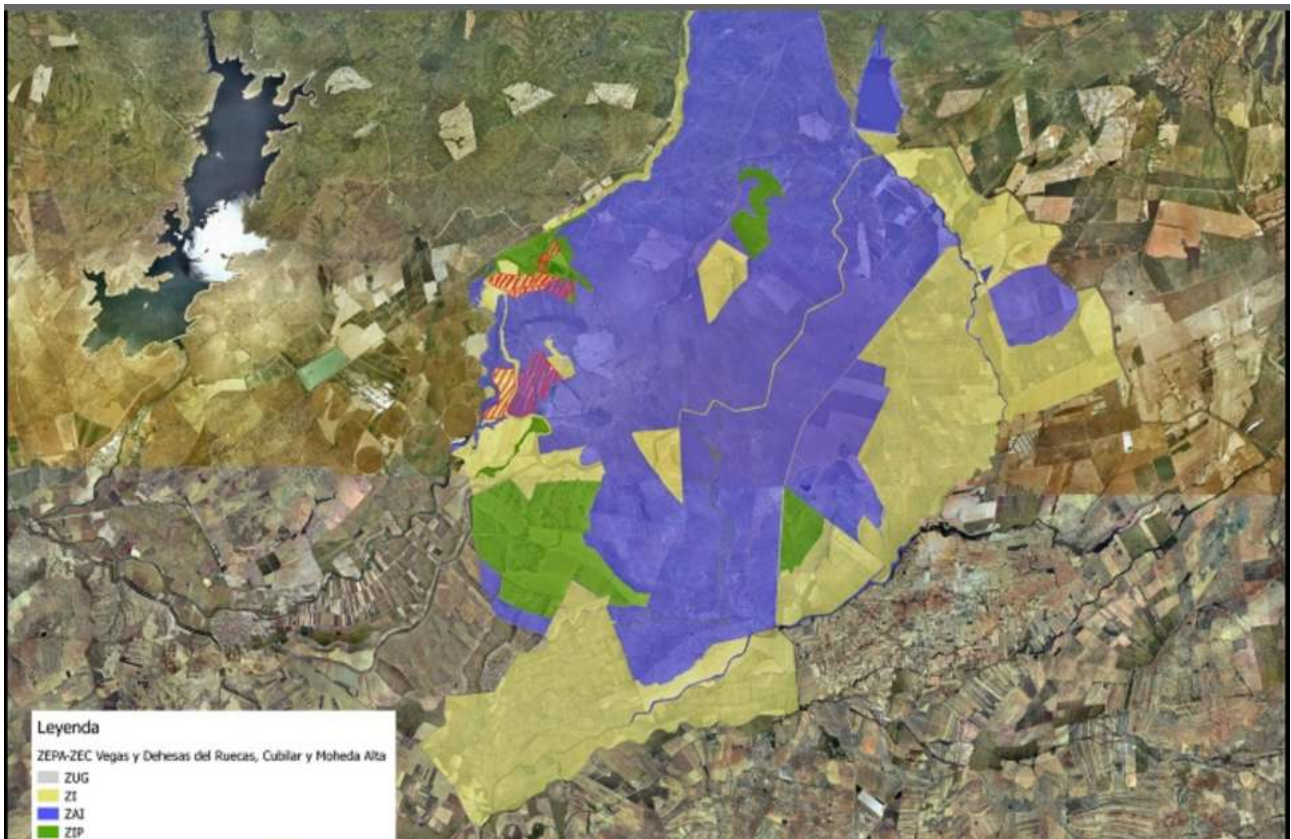 Leyenda
ZEPA-ZEC Vegas y Dehesas del Ruecas, Cubilar y Moheda Alta
ZUG
ZI
ZAI
ZIP